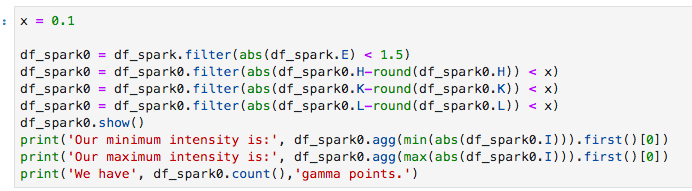 : x = 0.1
df_spark0 = df_spark.filter(abs(df_spark.E) < 1.5)
df_spark0 = df_spark0.filter(abs(df_spark0.H-round(df_spark0.H)) < x)
df_spark0 = df_spark0.filter(abs(df_spark0.K-round(df_spark0.K)) < x)
df_spark0 = df_spark0.filter(abs(df_spark0.L-round(df_spark0.L)) < x)
df_spark0.show()
print('Our minimum intensity is:', df_spark0.agg(min(abs(df_spark0.I))).first()[0])
print('Our maximum intensity is:', df_spark0.agg(max(abs(df_spark0.I))).first()[0])
print('We have', df_spark0.count(),'gamma points.')